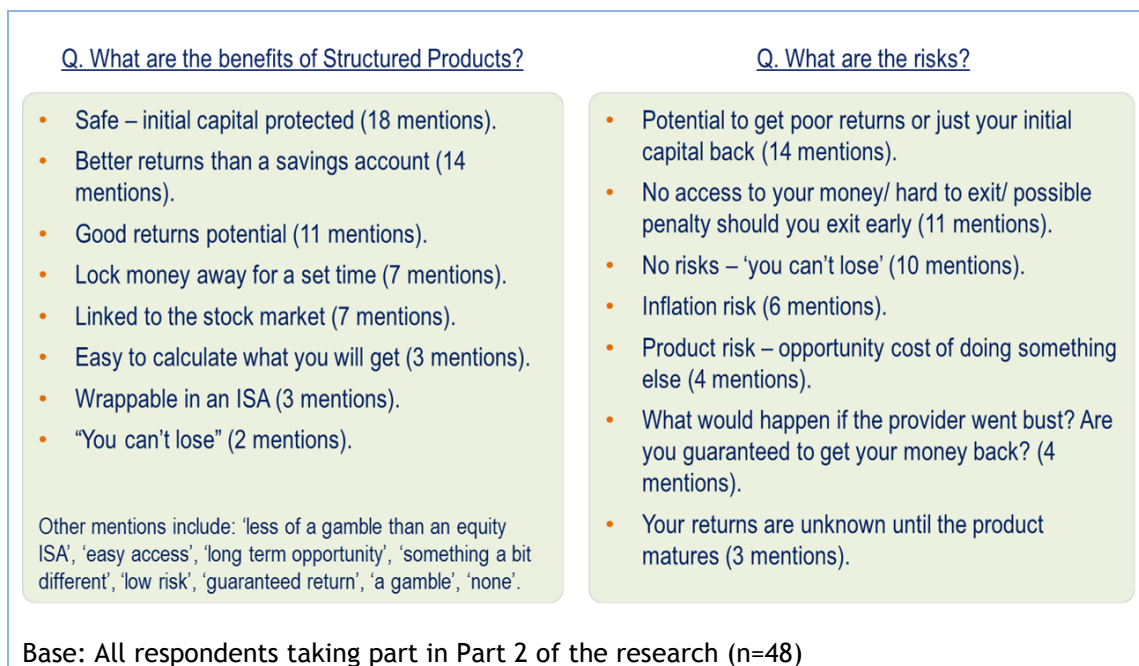 Q. What are the benefits of Structured Products?
• Safe – initial capital protected (18 mentions).
• Better returns than a savings account (14
mentions).
• Good returns potential (11 mentions).
• Lock money away for a set time (7 mentions).
• Linked to the stock market (7 mentions).
• Easy to calculate what you will get (3 mentions).
• Wrappable in an ISA (3 mentions).
• “You can’t lose” (2 mentions).
Other mentions include: ‘less of a gamble than an equity
ISA’, ‘easy access’, ‘long term opportunity’, ‘something a bit
different’, ‘low risk’, ‘guaranteed return’, ‘a gamble’, ‘none’.
Q. What are the risks?
• Potential to get poor returns or just your initial
capital back (14 mentions).
• No access to your money/ hard to exit/ possible
penalty should you exit early (11 mentions).
• No risks – ‘you can’t lose’ (10 mentions).
• Inflation risk (6 mentions).
• Product risk – opportunity cost of doing something
else (4 mentions).
• What would happen if the provider went bust? Are
you guaranteed to get your money back? (4
mentions).
• Your returns are unknown until the product
matures (3 mentions).
Base: All respondents taking part in Part 2 of the research (n=48)